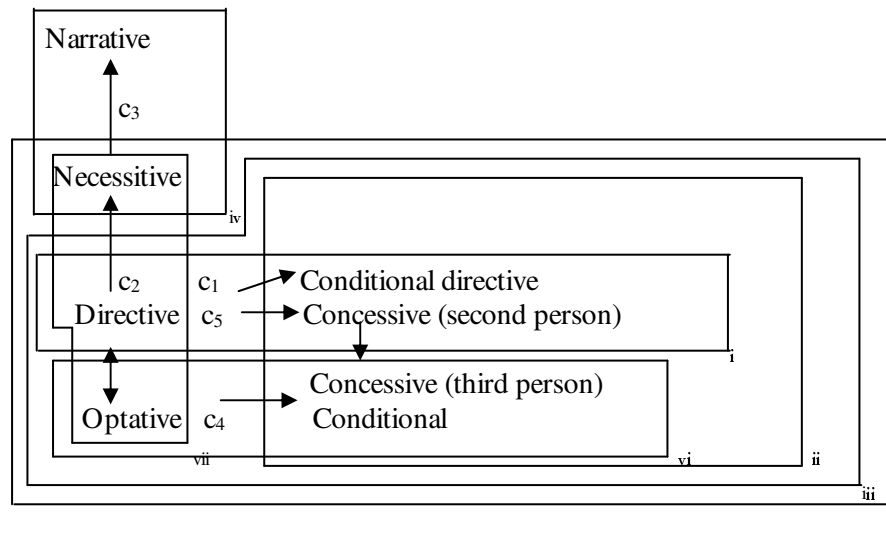 Narrative
c₃
Necessitive
iv
c₂ c₁ Conditional directive
Directive c₅ Concessive (second person)
i
Concessive (third person)
Optative c₄ Conditional
vii vi ii
iii